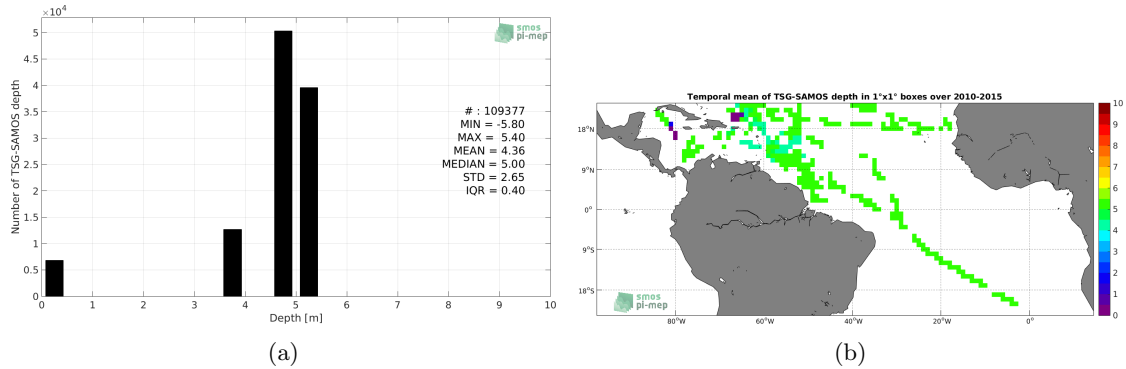 ×10⁴
smos
pi-mep
5
4.5
4
3.5
3
2.5
2
1.5
1
0.5
0
Number of TSG-SAMOS depth
# : 109377
MIN = -5.80
MAX = 5.40
MEAN = 4.36
MEDIAN = 5.00
STD = 2.65
IQR = 0.40
0 1 2 3 4 5 6 7 8 9 10
Depth [m]
(a)
Temporal mean of TSG-SAMOS depth in 1°x1° boxes over 2010-2015
18°N
9°N
0°
9°S
18°S
80°W 60°W 40°W 20°W 0°
smos
pi-mep
10
9
8
7
6
5
4
3
2
1
0
(b)